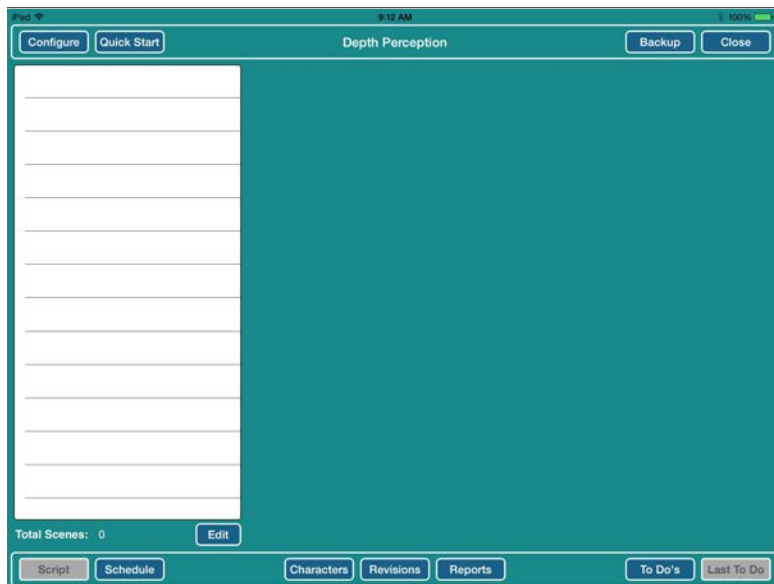 iPad 9:12 AM 100%
Configure Quick Start Depth Perception Backup Close
Total Scenes: 0 Edit
Script Schedule Characters Revisions Reports To Do's Last To Do